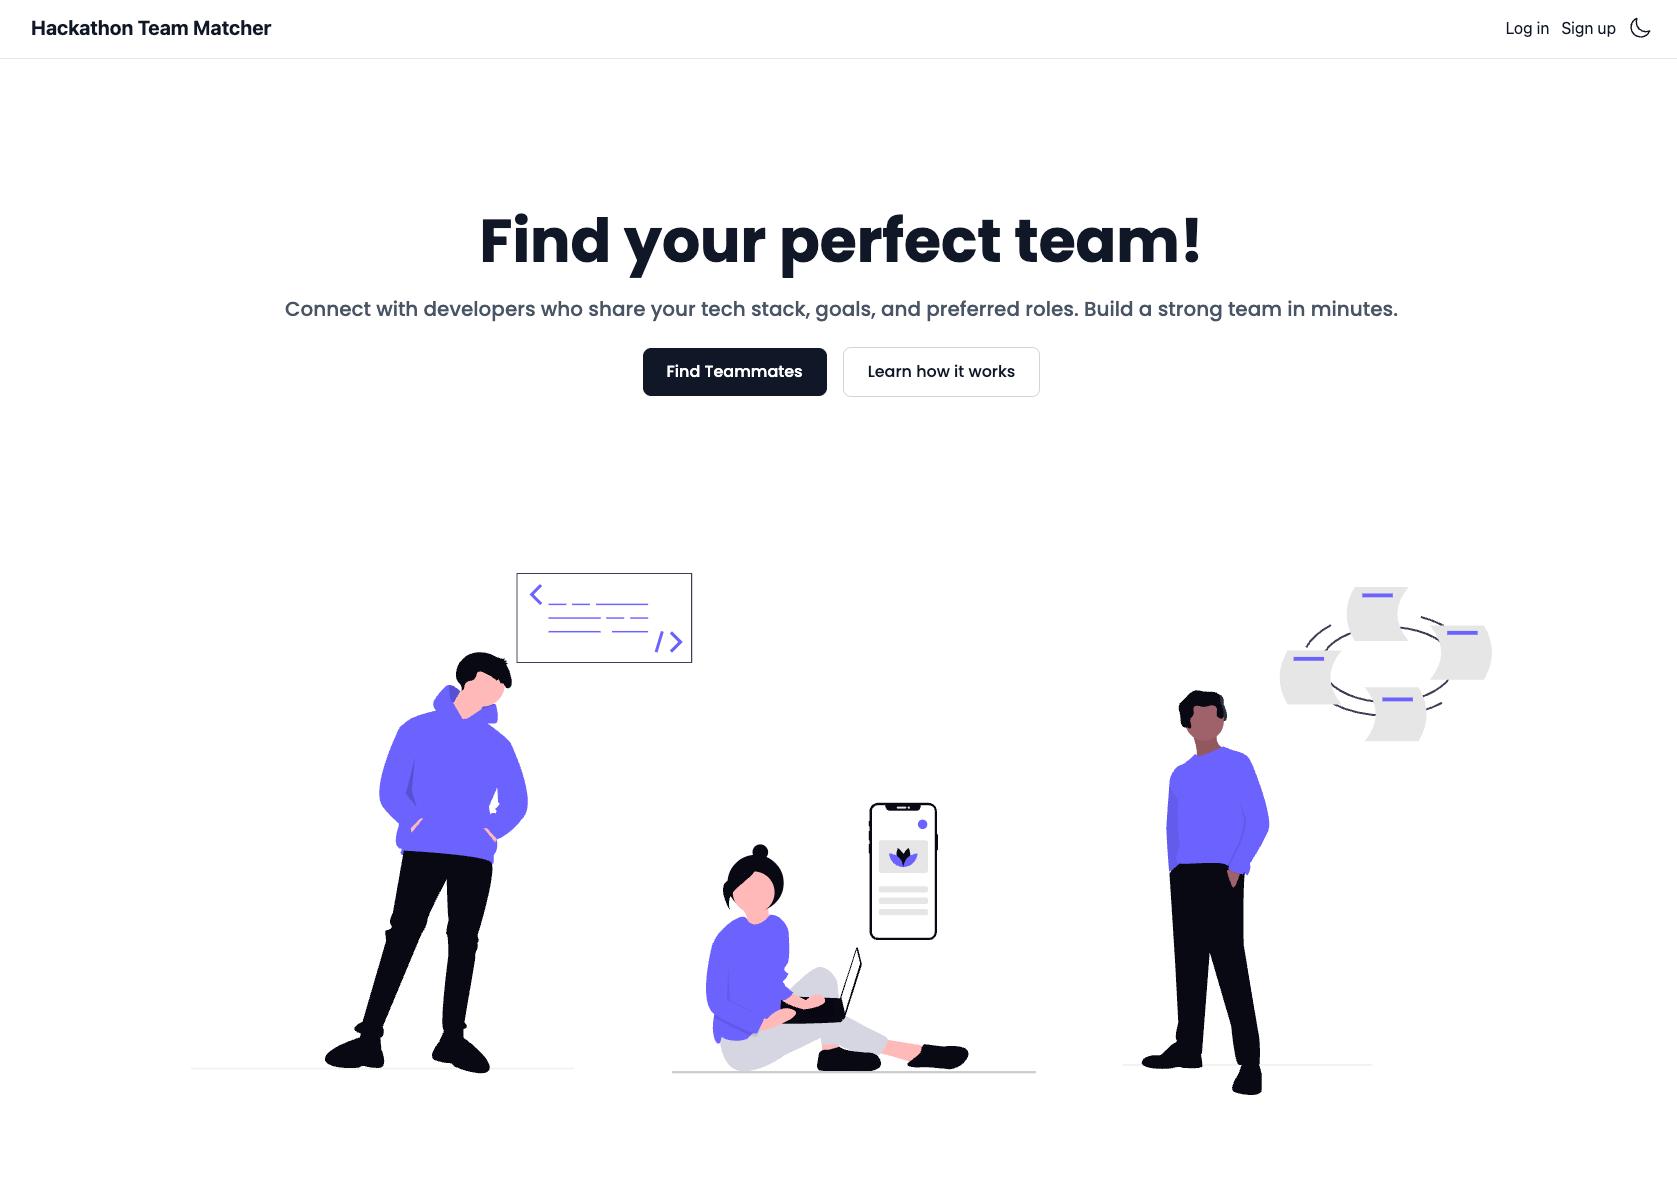 Hackathon Team Matcher
Log in
Sign up
Find your perfect team!
Connect with developers who share your tech stack, goals, and preferred roles. Build a strong team in minutes.
Find Teammates
Learn how it works